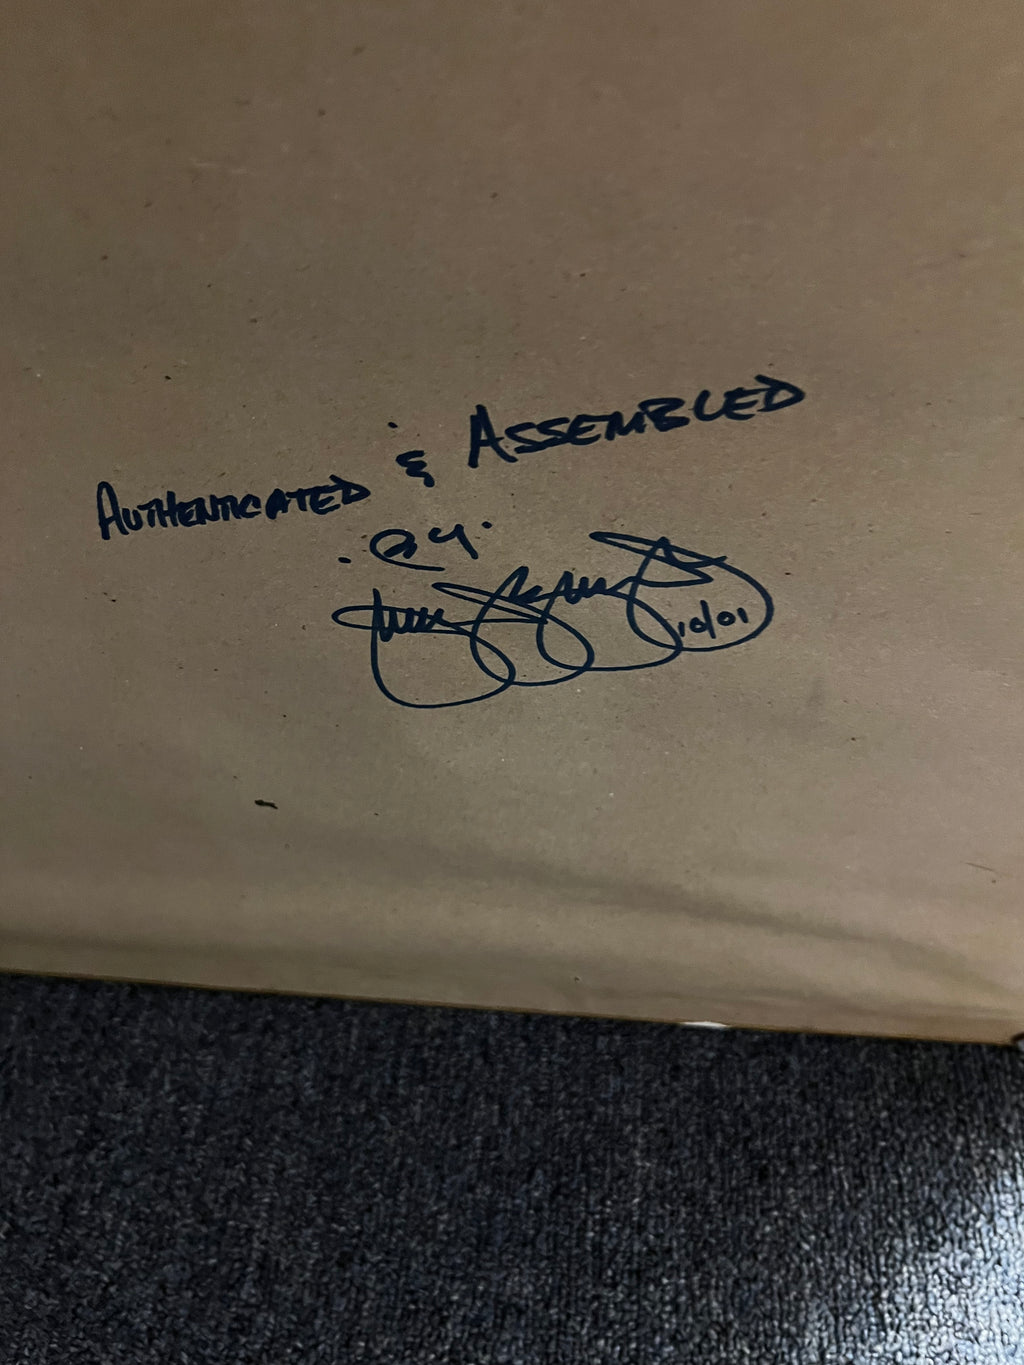 AUTHENTICATED & ASSEMBLED
·BY·
10/01